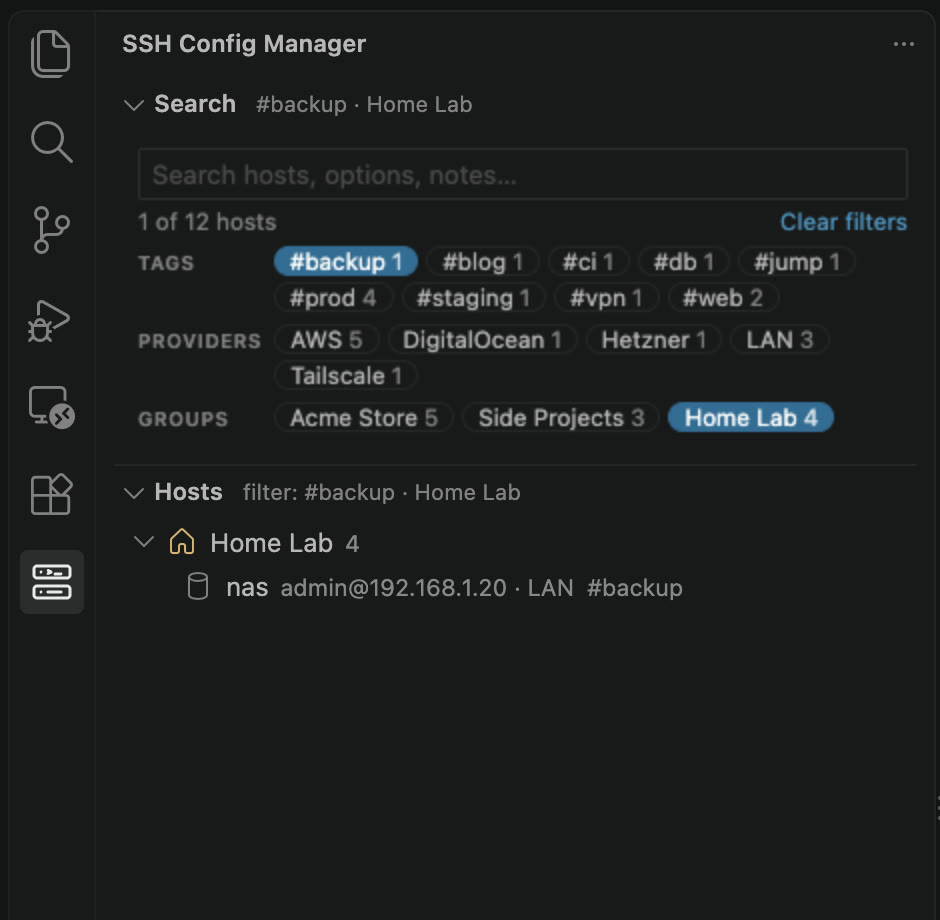 SSH Config Manager
Search #backup · Home Lab
Search hosts, options, notes...
1 of 12 hosts Clear filters
TAGS #backup 1 #blog 1 #ci 1 #db 1 #jump 1
#prod 4 #staging 1 #vpn 1 #web 2
PROVIDERS AWS 5 DigitalOcean 1 Hetzner 1 LAN 3
Tailscale 1
GROUPS Acme Store 5 Side Projects 3 Home Lab 4
Hosts filter: #backup · Home Lab
Home Lab 4
nas admin@192.168.1.20 · LAN #backup